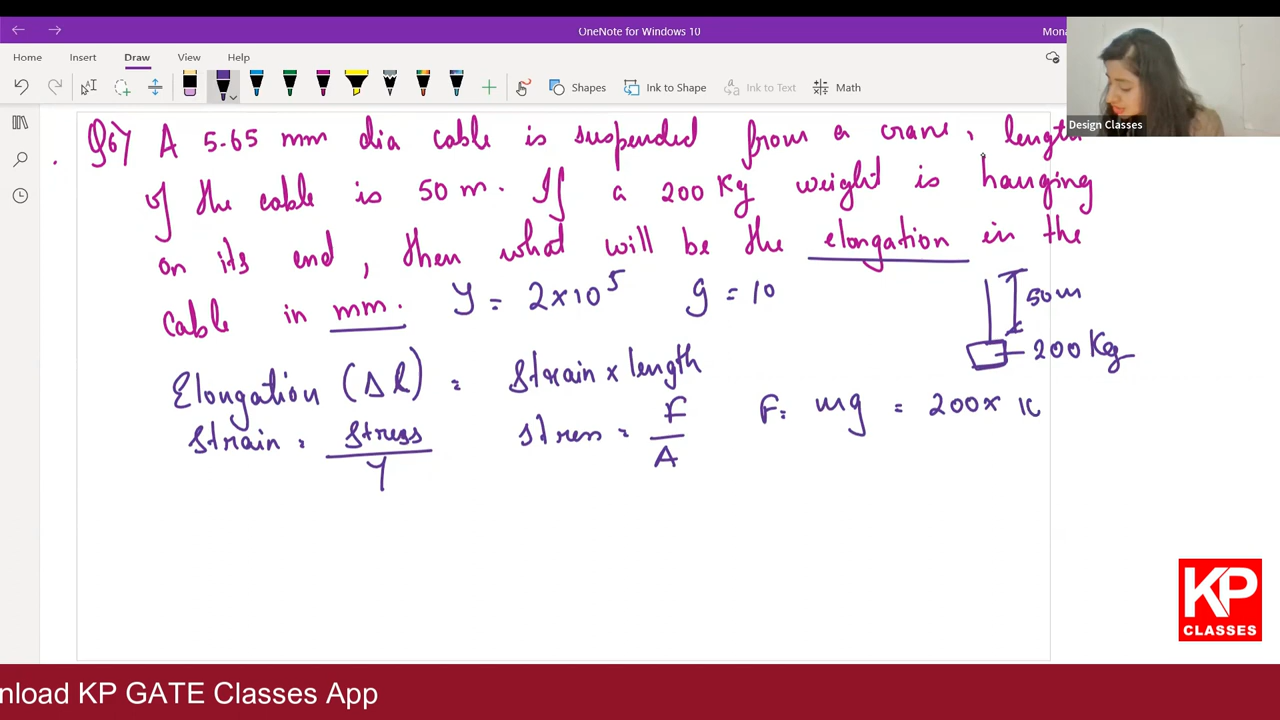 OneNote for Windows 10
Mona
Home Insert Draw View Help
Shapes Ink to Shape Ink to Text Math
Design Classes
Q6) A 5.65 mm dia cable is suspended from a crane, length
of the cable is 50 m. If a 200 Kg weight is hanging
on its end, then what will be the elongation in the
cable in mm. Y = 2×10⁵ g = 10
50m
200 Kg
Elongation (Δl) = Strain × length
Strain = Stress / Y Stress = F / A F = mg = 200 × 10
KP
CLASSES
nload KP GATE Classes App